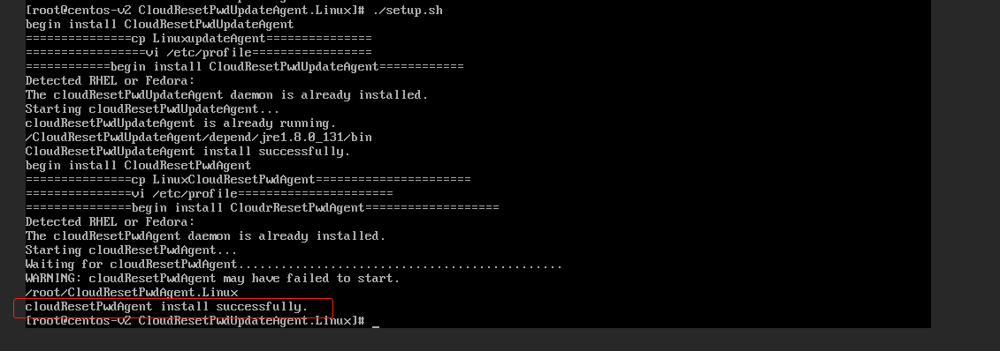 [root@centos-v2 CloudResetPwdUpdateAgent.Linux]# ./setup.sh
begin install CloudResetPwdUpdateAgent
===============cp LinuxupdateAgent===============
=================vi /etc/profile=================
============begin install CloudResetPwdUpdateAgent============
Detected RHEL or Fedora:
The cloudResetPwdUpdateAgent daemon is already installed.
Starting cloudResetPwdUpdateAgent...
cloudResetPwdUpdateAgent is already running.
/CloudResetPwdUpdateAgent/depend/jre1.8.0_131/bin
CloudResetPwdUpdateAgent install successfully.
begin install CloudResetPwdAgent
===============cp LinuxCloudResetPwdAgent======================
===============vi /etc/profile======================
===============begin install CloudrResetPwdAgent===================
Detected RHEL or Fedora:
The cloudResetPwdAgent daemon is already installed.
Starting cloudResetPwdAgent...
Waiting for cloudResetPwdAgent..............................................
WARNING: cloudResetPwdAgent may have failed to start.
/root/CloudResetPwdAgent.Linux
cloudResetPwdAgent install successfully.
[root@centos-v2 CloudResetPwdUpdateAgent.Linux]# _